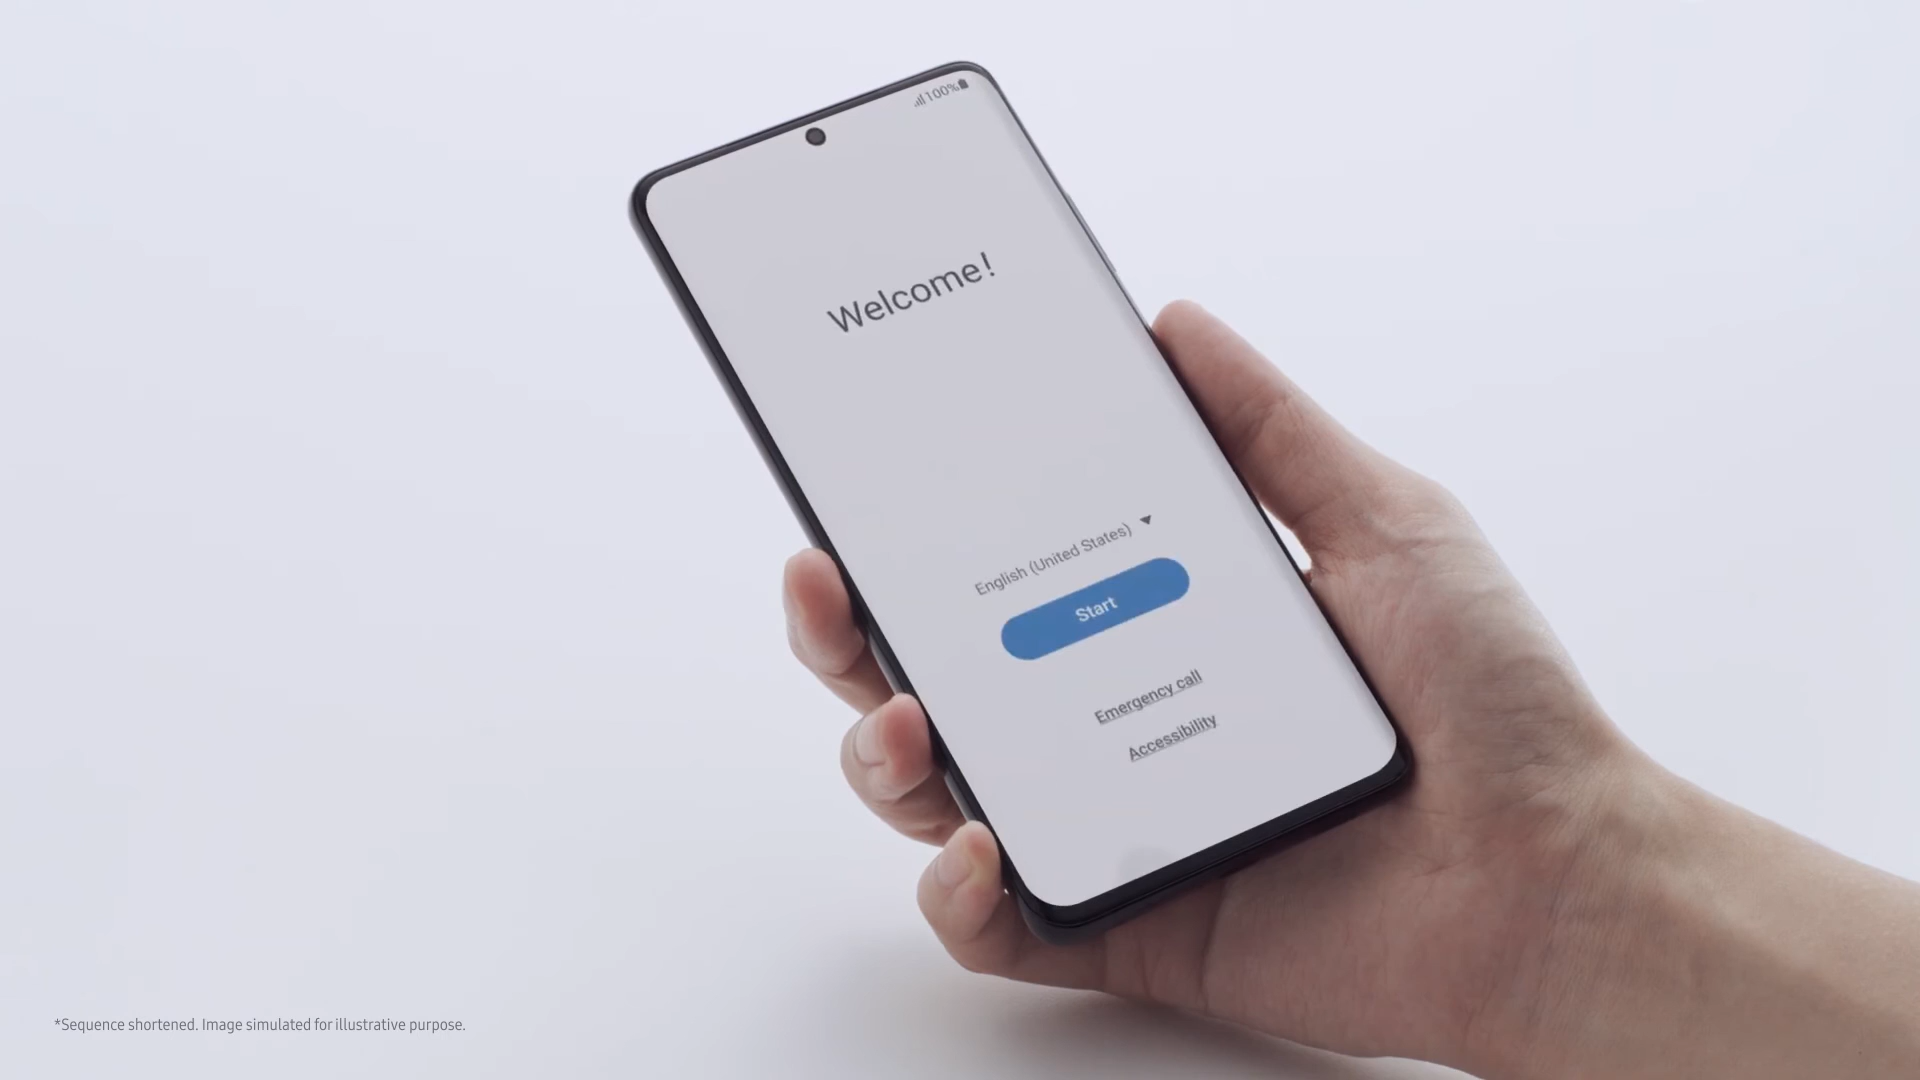 100%
Welcome!
English (United States)
Start
Emergency call
Accessibility
*Sequence shortened. Image simulated for illustrative purpose.